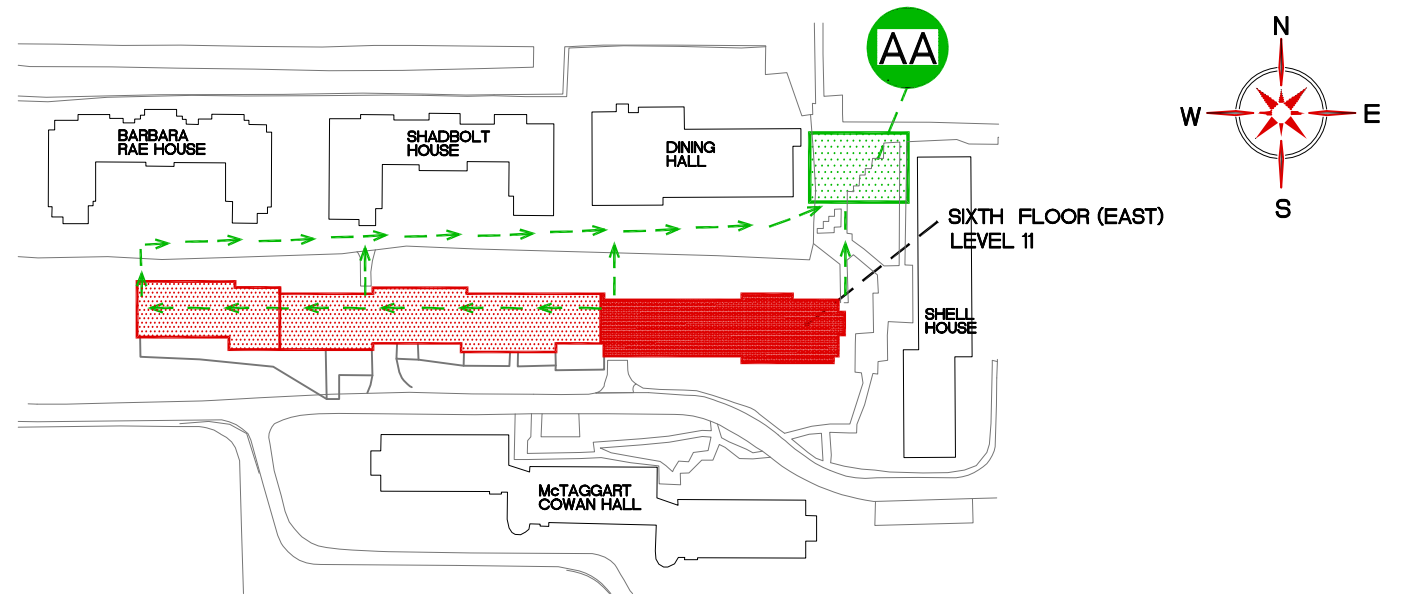 AA
N
W
E
S
BARBARA
RAE HOUSE
SHADBOLT
HOUSE
DINING
HALL
SIXTH FLOOR (EAST)
LEVEL 11
SHELL
HOUSE
McTAGGART
COWAN HALL